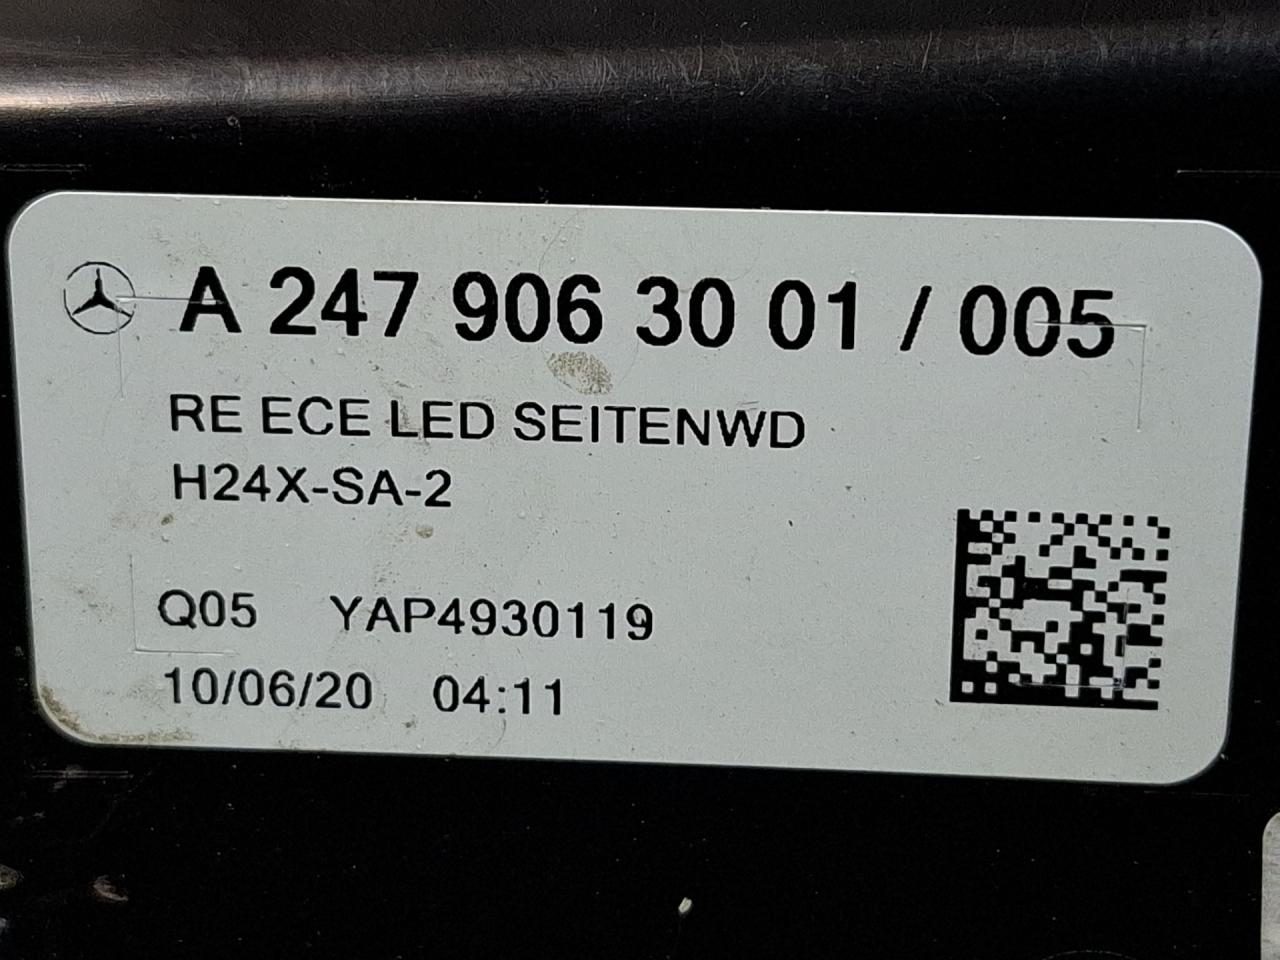 A 247 906 30 01 / 005
RE ECE LED SEITENWD
H24X-SA-2
Q05 YAP4930119
10/06/20 04:11